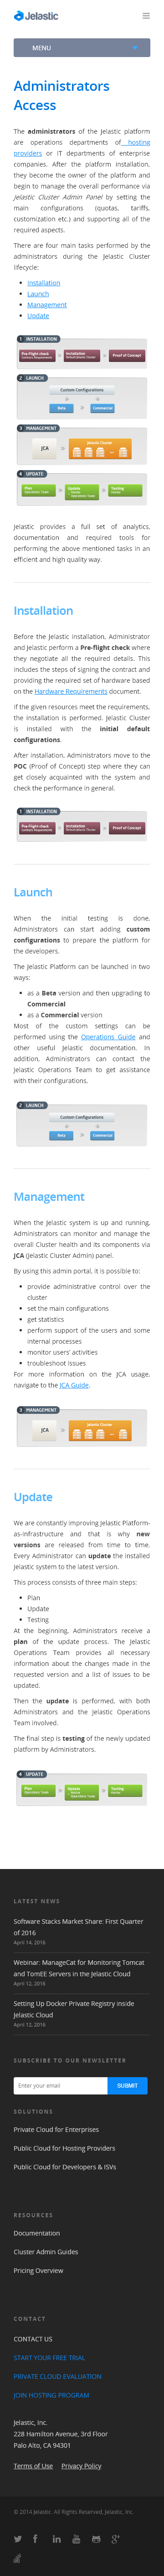 Jelastic
MENU
Administrators
Access
The administrators of the Jelastic platform
are operations departments of hosting
providers or IT departments of enterprise
companies. After the platform installation,
they begin to work on the owner page to
manage the Cluster. The overall presence of
Jelastic Cluster Admin Panel by setting the
main configurations (quotas, tariffs,
customization etc.) and supporting all of the
required aspects.
There are four main tasks performed by the
administrators during the Jelastic Cluster
lifecycle:
Installation
Launch
Management
Update
1 INSTALLATION
Pre-Flight check
Hardware Requirements
Installation
Jelastic Cluster
Proof of Concept
2 LAUNCH
Custom Configurations
Beta
Commercial
3 MANAGEMENT
JCA
Jelastic Cluster
4 UPDATE
Plan
Operations Team
Update
Operations Team
Testing
Jelastic provides a full set of analytics,
documentation and required tools for
performing the above mentioned tasks in an
efficient and high quality way.
Installation
Before the Jelastic installation, Administrators
and Jelastic perform a Pre-flight check where
they negotiate all the required details. This
includes the steps of signing the contract and
providing the required set of hardware based
on the Hardware Requirements document.
If the given resources meet the requirements,
the installation is performed. Jelastic Cluster
is installed with the initial default
configurations.
After installation, Administrators move to the
POC (Proof of Concept) step where they can
get closely acquainted with the system and
check the performance in general.
1 INSTALLATION
Pre-Flight check
Hardware Requirements
Installation
Jelastic Cluster
Proof of Concept
Launch
When the initial testing is done,
Administrators can start adding custom
configurations to prepare the platform for
the developers.
The Jelastic Platform can be launched in two
ways:
as a Beta version and then upgrading to
Commercial
as a Commercial version
Most of the custom settings can be
performed using the Operations Guide and
other useful Jelastic documentation. In
addition, Administrators can contact the
Jelastic Operations Team to get assistance
with their configurations.
2 LAUNCH
Custom Configurations
Beta
Commercial
Management
When the Jelastic system is up and running,
Administrators can monitor and manage the
overall Cluster health and its components via
JCA (Jelastic Cluster Admin) panel.
By using this admin portal, it is possible to:
provide administrative control over the
cluster
set the main configurations
get statistics
perform support of the users and some
internal processes
monitor users' activities
troubleshoot issues
For more information on the JCA usage,
navigate to the JCA Guide.
3 MANAGEMENT
JCA
Jelastic Cluster
Update
We are constantly improving Jelastic Platform-
as-Infrastructure and that is why new
versions are released from time to time.
Every Administrator can update the installed
Jelastic system to the latest version.
This process consists of three main steps:
Plan
Update
Testing
At the beginning, Administrators receive a
plan of the update process. The Jelastic
Operations Team provides all necessary
information about the changes made in the
requested version and a list of issues to be
updated.
Then the update is performed, with both
Administrators and the Jelastic Operations
Team involved.
The final step is testing of the newly updated
platform by Administrators.
4 UPDATE
Plan
Operations Team
Update
Operations Team
Testing
LATEST NEWS
Software Stacks Market Share: First Quarter
of 2016
April 14, 2016
Webinar: ManageCat for Monitoring Tomcat
and TomEE Servers in the Jelastic Cloud
April 12, 2016
Setting Up Docker Private Registry inside
Jelastic Cloud
April 12, 2016
SUBSCRIBE TO OUR NEWSLETTER
Enter your email
SUBMIT
SOLUTIONS
Private Cloud for Enterprises
Public Cloud for Hosting Providers
Public Cloud for Developers & ISVs
RESOURCES
Documentation
Cluster Admin Guides
Pricing Overview
CONTACT
CONTACT US
START YOUR FREE TRIAL
PRIVATE CLOUD EVALUATION
JOIN HOSTING PROGRAM
Jelastic, Inc.
228 Hamilton Avenue, 3rd Floor
Palo Alto, CA 94301
Terms of Use Privacy Policy
© 2014 Jelastic. All Rights Reserved. Jelastic, Inc.